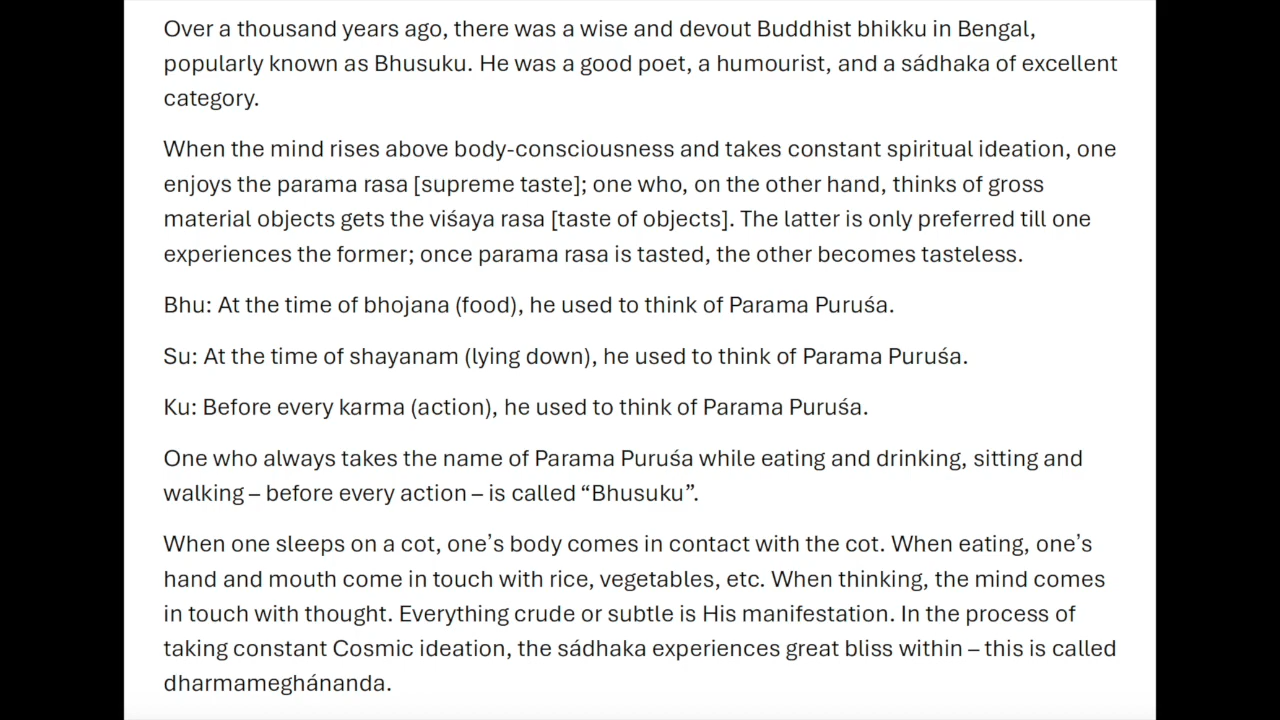 Over a thousand years ago, there was a wise and devout Buddhist bhikku in Bengal,
popularly known as Bhusuku. He was a good poet, a humourist, and a sádhaka of excellent
category.
When the mind rises above body-consciousness and takes constant spiritual ideation, one
enjoys the parama rasa [supreme taste]; one who, on the other hand, thinks of gross
material objects gets the viśaya rasa [taste of objects]. The latter is only preferred till one
experiences the former; once parama rasa is tasted, the other becomes tasteless.
Bhu: At the time of bhojana (food), he used to think of Parama Puruśa.
Su: At the time of shayanam (lying down), he used to think of Parama Puruśa.
Ku: Before every karma (action), he used to think of Parama Puruśa.
One who always takes the name of Parama Puruśa while eating and drinking, sitting and
walking – before every action – is called “Bhusuku”.
When one sleeps on a cot, one’s body comes in contact with the cot. When eating, one’s
hand and mouth come in touch with rice, vegetables, etc. When thinking, the mind comes
in touch with thought. Everything crude or subtle is His manifestation. In the process of
taking constant Cosmic ideation, the sádhaka experiences great bliss within – this is called
dharmameghánanda.